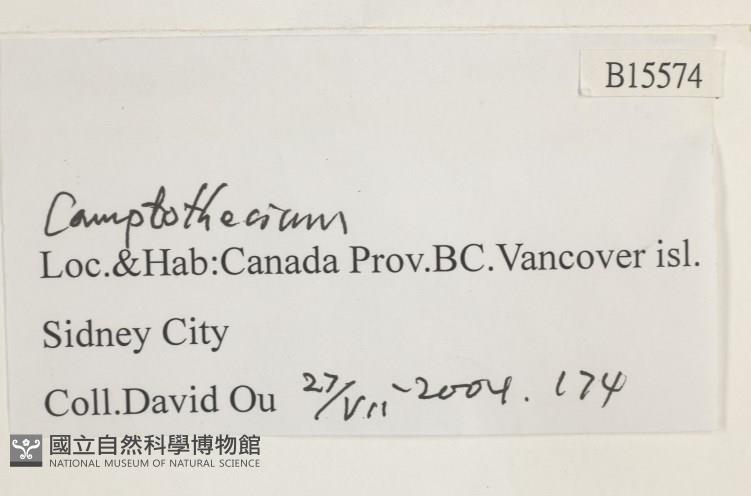 B15574
Camptothecium
Loc.&Hab:Canada Prov.BC.Vancover isl.
Sidney City
Coll.David Ou 27/VII-2004. 174
國立自然科學博物館
NATIONAL MUSEUM OF NATURAL SCIENCE